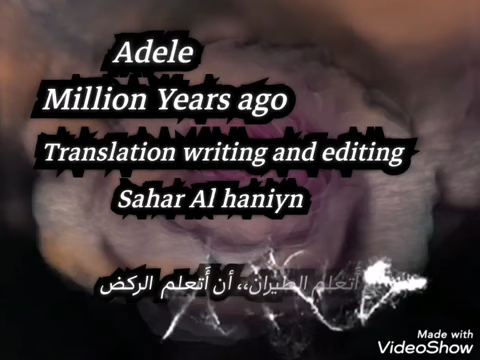 Adele
Million Years ago
Translation writing and editing
Sahar Al haniyn
أتعلم الطيران،، أن أتعلم الركض
Made with
VideoShow